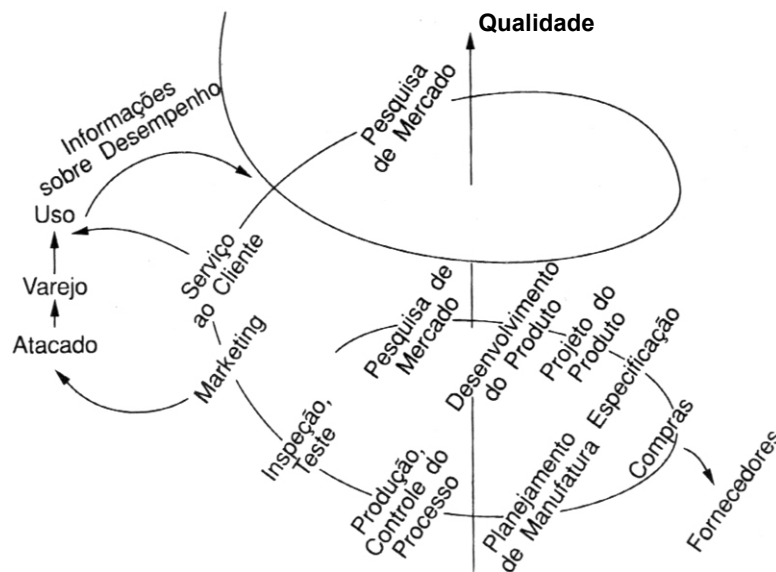 Qualidade
Pesquisa
de Mercado
Informações
sobre Desempenho
Uso
Varejo
Atacado
Serviço
ao Cliente
Marketing
Pesquisa de
Mercado
Desenvolvimento
do Produto
Projeto do
Produto
Especificação
Compras
Fornecedores
Planejamento
de Manufatura
Produção,
Controle do
Processo
Inspeção,
Teste